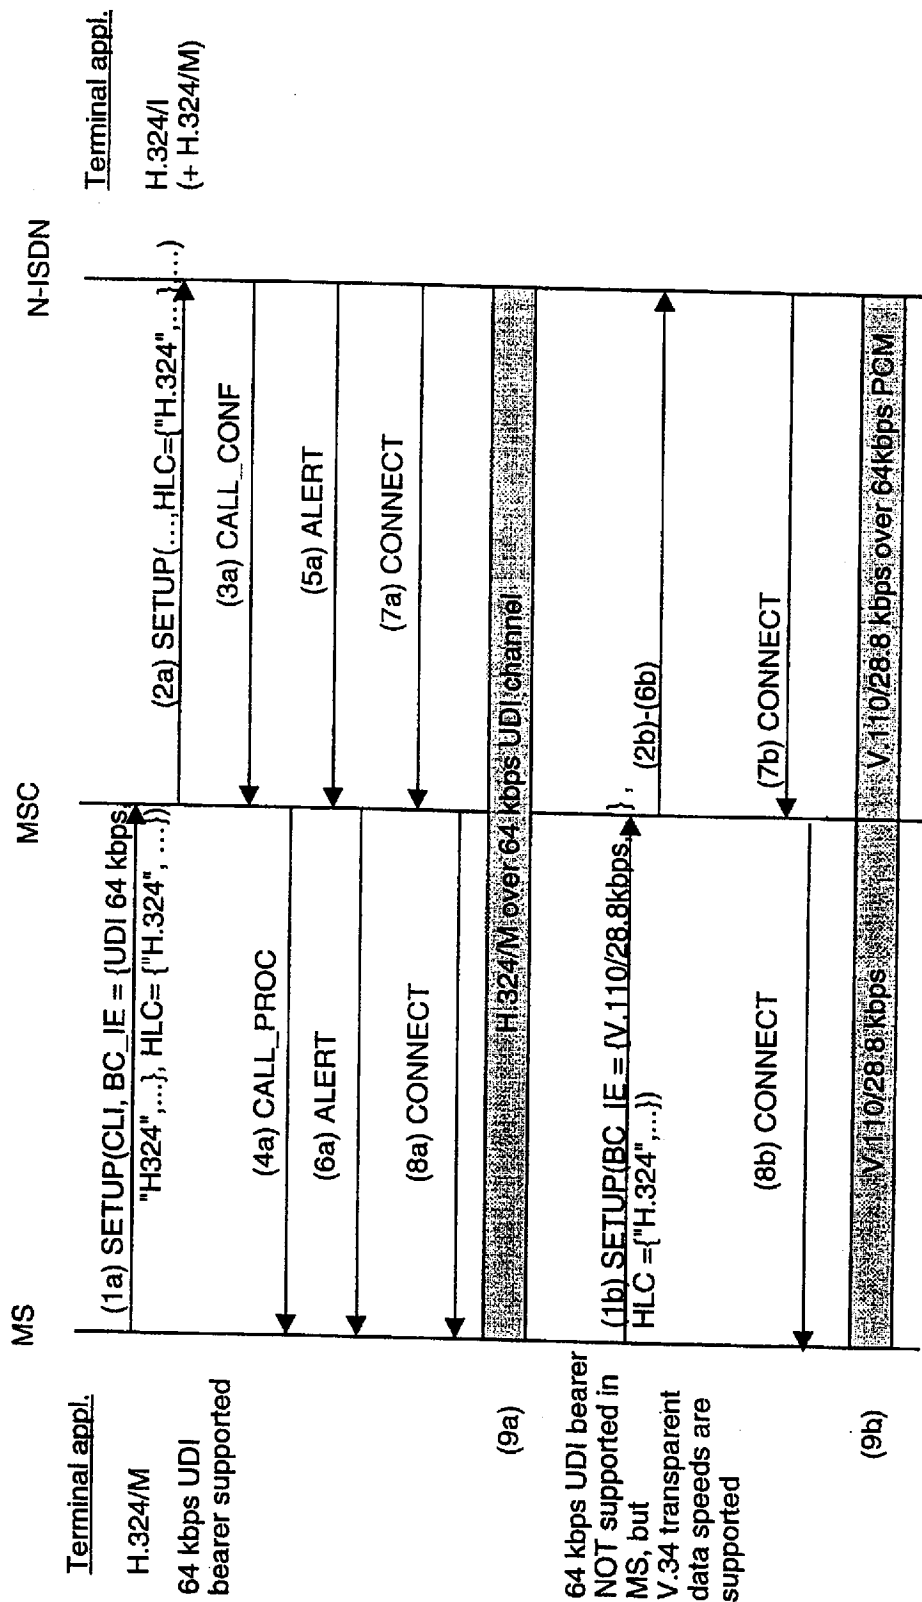 MS
MSC
N-ISDN
Terminal appl.
H.324/M
64 kbps UDI
bearer supported
Terminal appl.
H.324/I
(+ H.324/M)
(1a) SETUP(CLI, BC_IE = {UDI 64 kbps,
"H324",...}, HLC= {"H.324", ...})
(2a) SETUP(...,HLC={"H.324",...},...)
(3a) CALL_CONF
(4a) CALL_PROC
(5a) ALERT
(6a) ALERT
(7a) CONNECT
(8a) CONNECT
(9a)
H.324/M over 64 kbps UDI channel
64 kbps UDI bearer
NOT supported in
MS, but
V.34 transparent
data speeds are
supported
(1b) SETUP(BC_IE = {V.110/28.8kbps,...},
HLC ={"H.324",...})
(2b)-(6b)
(7b) CONNECT
(8b) CONNECT
(9b)
V.110/28.8 kbps
V.110/28.8 kbps over 64kbps PCM